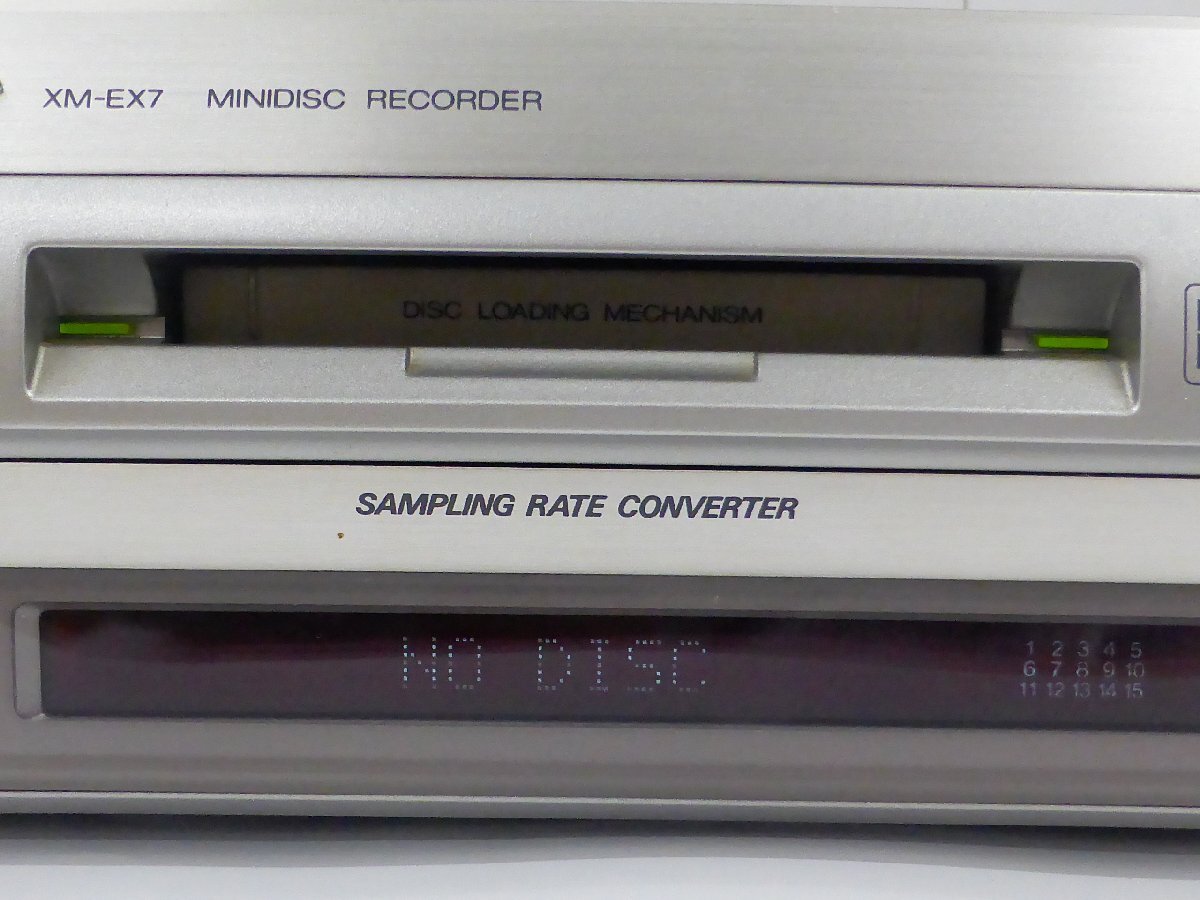 XM-EX7 MINIDISC RECORDER
DISC LOADING MECHANISM
SAMPLING RATE CONVERTER
NO DISC
1 2 3 4 5
6 7 8 9 10
11 12 13 14 15